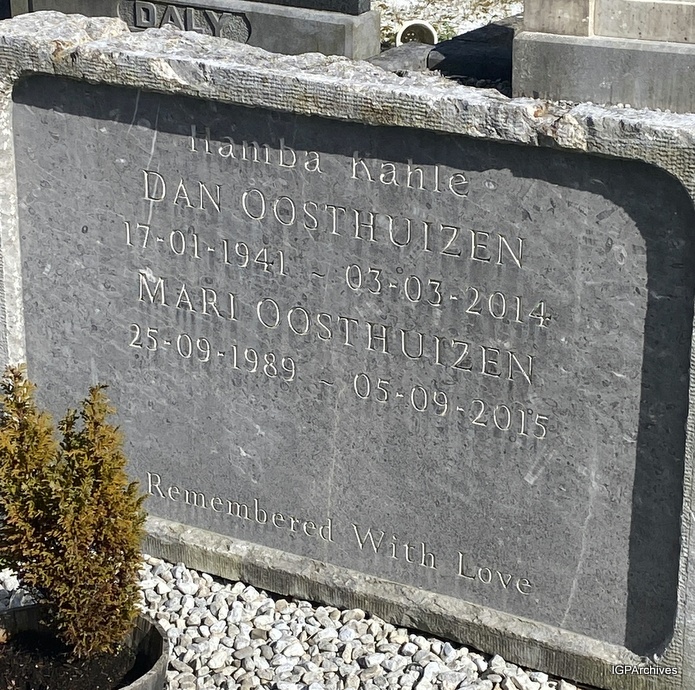 DALY
Hamba Kahle
DAN OOSTHUIZEN
17-01-1941 ~ 03-03-2014
MARI OOSTHUIZEN
25-09-1989 ~ 05-09-2015
Remembered With Love
IGPArchives